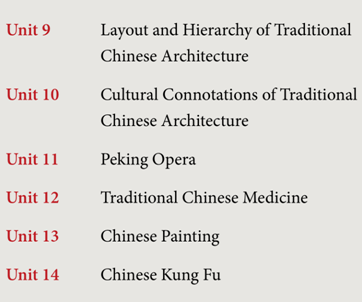 Unit 9 Layout and Hierarchy of Traditional
Chinese Architecture
Unit 10 Cultural Connotations of Traditional
Chinese Architecture
Unit 11 Peking Opera
Unit 12 Traditional Chinese Medicine
Unit 13 Chinese Painting
Unit 14 Chinese Kung Fu